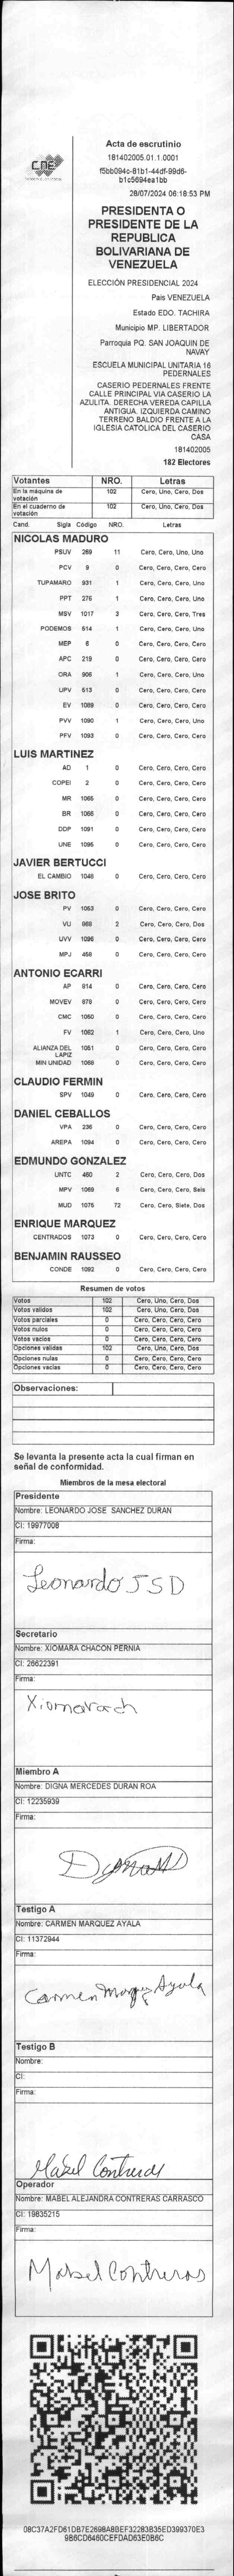 CNE
Acta de escrutinio
181402005.01.1.0001
f5bb094c-81b1-44df-99d6-
b1c5694ea1bb
28/07/2024 06:18:53 PM
PRESIDENTA O
PRESIDENTE DE LA
REPUBLICA
BOLIVARIANA DE
VENEZUELA
ELECCIÓN PRESIDENCIAL 2024
País VENEZUELA
Estado EDO. TACHIRA
Municipio MP. LIBERTADOR
Parroquia PQ. SAN JOAQUIN DE
NAVAY
ESCUELA MUNICIPAL UNITARIA 16
PEDERNALES
CASERIO PEDERNALES FRENTE
CALLE PRINCIPAL VIA CASERIO LA
AZULITA. DERECHA VEREDA CAPILLA
ANTIGUA. IZQUIERDA CAMINO
TERRENO BALDIO FRENTE A LA
IGLESIA CATOLICA DEL CASERIO
CASA
181402005
182 Electores
Votantes NRO. Letras
En la máquina de votación 102 Cero, Uno, Cero, Dos
En el cuaderno de votación 102 Cero, Uno, Cero, Dos
Cand. Sigla Código NRO. Letras
NICOLAS MADURO
PSUV 269 11 Cero, Cero, Uno, Uno
PCV 9 0 Cero, Cero, Cero, Cero
TUPAMARO 931 1 Cero, Cero, Cero, Uno
PPT 276 1 Cero, Cero, Cero, Uno
MSV 1017 3 Cero, Cero, Cero, Tres
PODEMOS 514 1 Cero, Cero, Cero, Uno
MEP 6 0 Cero, Cero, Cero, Cero
APC 219 0 Cero, Cero, Cero, Cero
ORA 906 1 Cero, Cero, Cero, Uno
UPV 513 0 Cero, Cero, Cero, Cero
EV 1089 0 Cero, Cero, Cero, Cero
PVV 1090 1 Cero, Cero, Cero, Uno
PFV 1093 0 Cero, Cero, Cero, Cero
LUIS MARTINEZ
AD 1 0 Cero, Cero, Cero, Cero
COPEI 2 0 Cero, Cero, Cero, Cero
MR 1065 0 Cero, Cero, Cero, Cero
BR 1066 0 Cero, Cero, Cero, Cero
DDP 1091 0 Cero, Cero, Cero, Cero
UNE 1095 0 Cero, Cero, Cero, Cero
JAVIER BERTUCCI
EL CAMBIO 1048 0 Cero, Cero, Cero, Cero
JOSE BRITO
PV 1053 0 Cero, Cero, Cero, Cero
VU 868 2 Cero, Cero, Cero, Dos
UVV 1096 0 Cero, Cero, Cero, Cero
MPJ 458 0 Cero, Cero, Cero, Cero
ANTONIO ECARRI
AP 814 0 Cero, Cero, Cero, Cero
MOVEV 878 0 Cero, Cero, Cero, Cero
CMC 1050 0 Cero, Cero, Cero, Cero
FV 1062 1 Cero, Cero, Cero, Uno
ALIANZA DEL LAPIZ 1051 0 Cero, Cero, Cero, Cero
MIN UNIDAD 1068 0 Cero, Cero, Cero, Cero
CLAUDIO FERMIN
SPV 1049 0 Cero, Cero, Cero, Cero
DANIEL CEBALLOS
VPA 236 0 Cero, Cero, Cero, Cero
AREPA 1094 0 Cero, Cero, Cero, Cero
EDMUNDO GONZALEZ
UNTC 460 2 Cero, Cero, Cero, Dos
MPV 1069 6 Cero, Cero, Cero, Seis
MUD 1075 72 Cero, Cero, Siete, Dos
ENRIQUE MARQUEZ
CENTRADOS 1073 0 Cero, Cero, Cero, Cero
BENJAMIN RAUSSEO
CONDE 1092 0 Cero, Cero, Cero, Cero
Resumen de votos
Votos 102 Cero, Uno, Cero, Dos
Votos validos 102 Cero, Uno, Cero, Dos
Votos parciales 0 Cero, Cero, Cero, Cero
Votos nulos 0 Cero, Cero, Cero, Cero
Votos vacios 0 Cero, Cero, Cero, Cero
Opciones validas 102 Cero, Uno, Cero, Dos
Opciones nulas 0 Cero, Cero, Cero, Cero
Opciones vacias 0 Cero, Cero, Cero, Cero
Observaciones:
Se levanta la presente acta la cual firman en
señal de conformidad.
Miembros de la mesa electoral
Presidente
Nombre: LEONARDO JOSE SANCHEZ DURAN
CI: 19977008
Firma:
Leonardo JSD
Secretario
Nombre: XIOMARA CHACON PERNIA
CI: 26622391
Firma:
Xiomarach
Miembro A
Nombre: DIGNA MERCEDES DURAN ROA
CI: 12235939
Firma:
Testigo A
Nombre: CARMEN MARQUEZ AYALA
CI: 11372944
Firma:
Carmen Marquez Ayala
Testigo B
Nombre:
CI:
Firma:
Mabel Contreras
Operador
Nombre: MABEL ALEJANDRA CONTRERAS CARRASCO
CI: 19835215
Firma:
Mabel Contreras
08C37A2FD61DB7E2698A8BEF32283B35ED399370E3
9B6CD6460CEFDAD63E0B6C